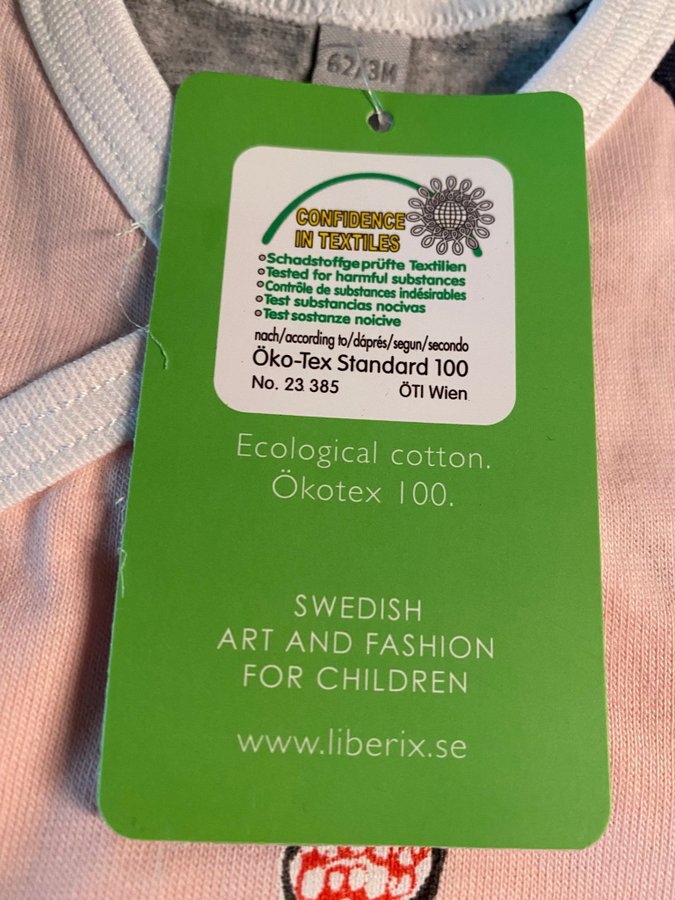 62/3M
CONFIDENCE
IN TEXTILES
Schadstoffgeprüfte Textilien
Tested for harmful substances
Contrôle de substances indésirables
Test substancias nocivas
Test sostanze noicive
nach/according to/dáprés/segun/secondo
Öko-Tex Standard 100
No. 23 385 ÖTI Wien
Ecological cotton.
Ökotex 100.
SWEDISH
ART AND FASHION
FOR CHILDREN
www.liberix.se